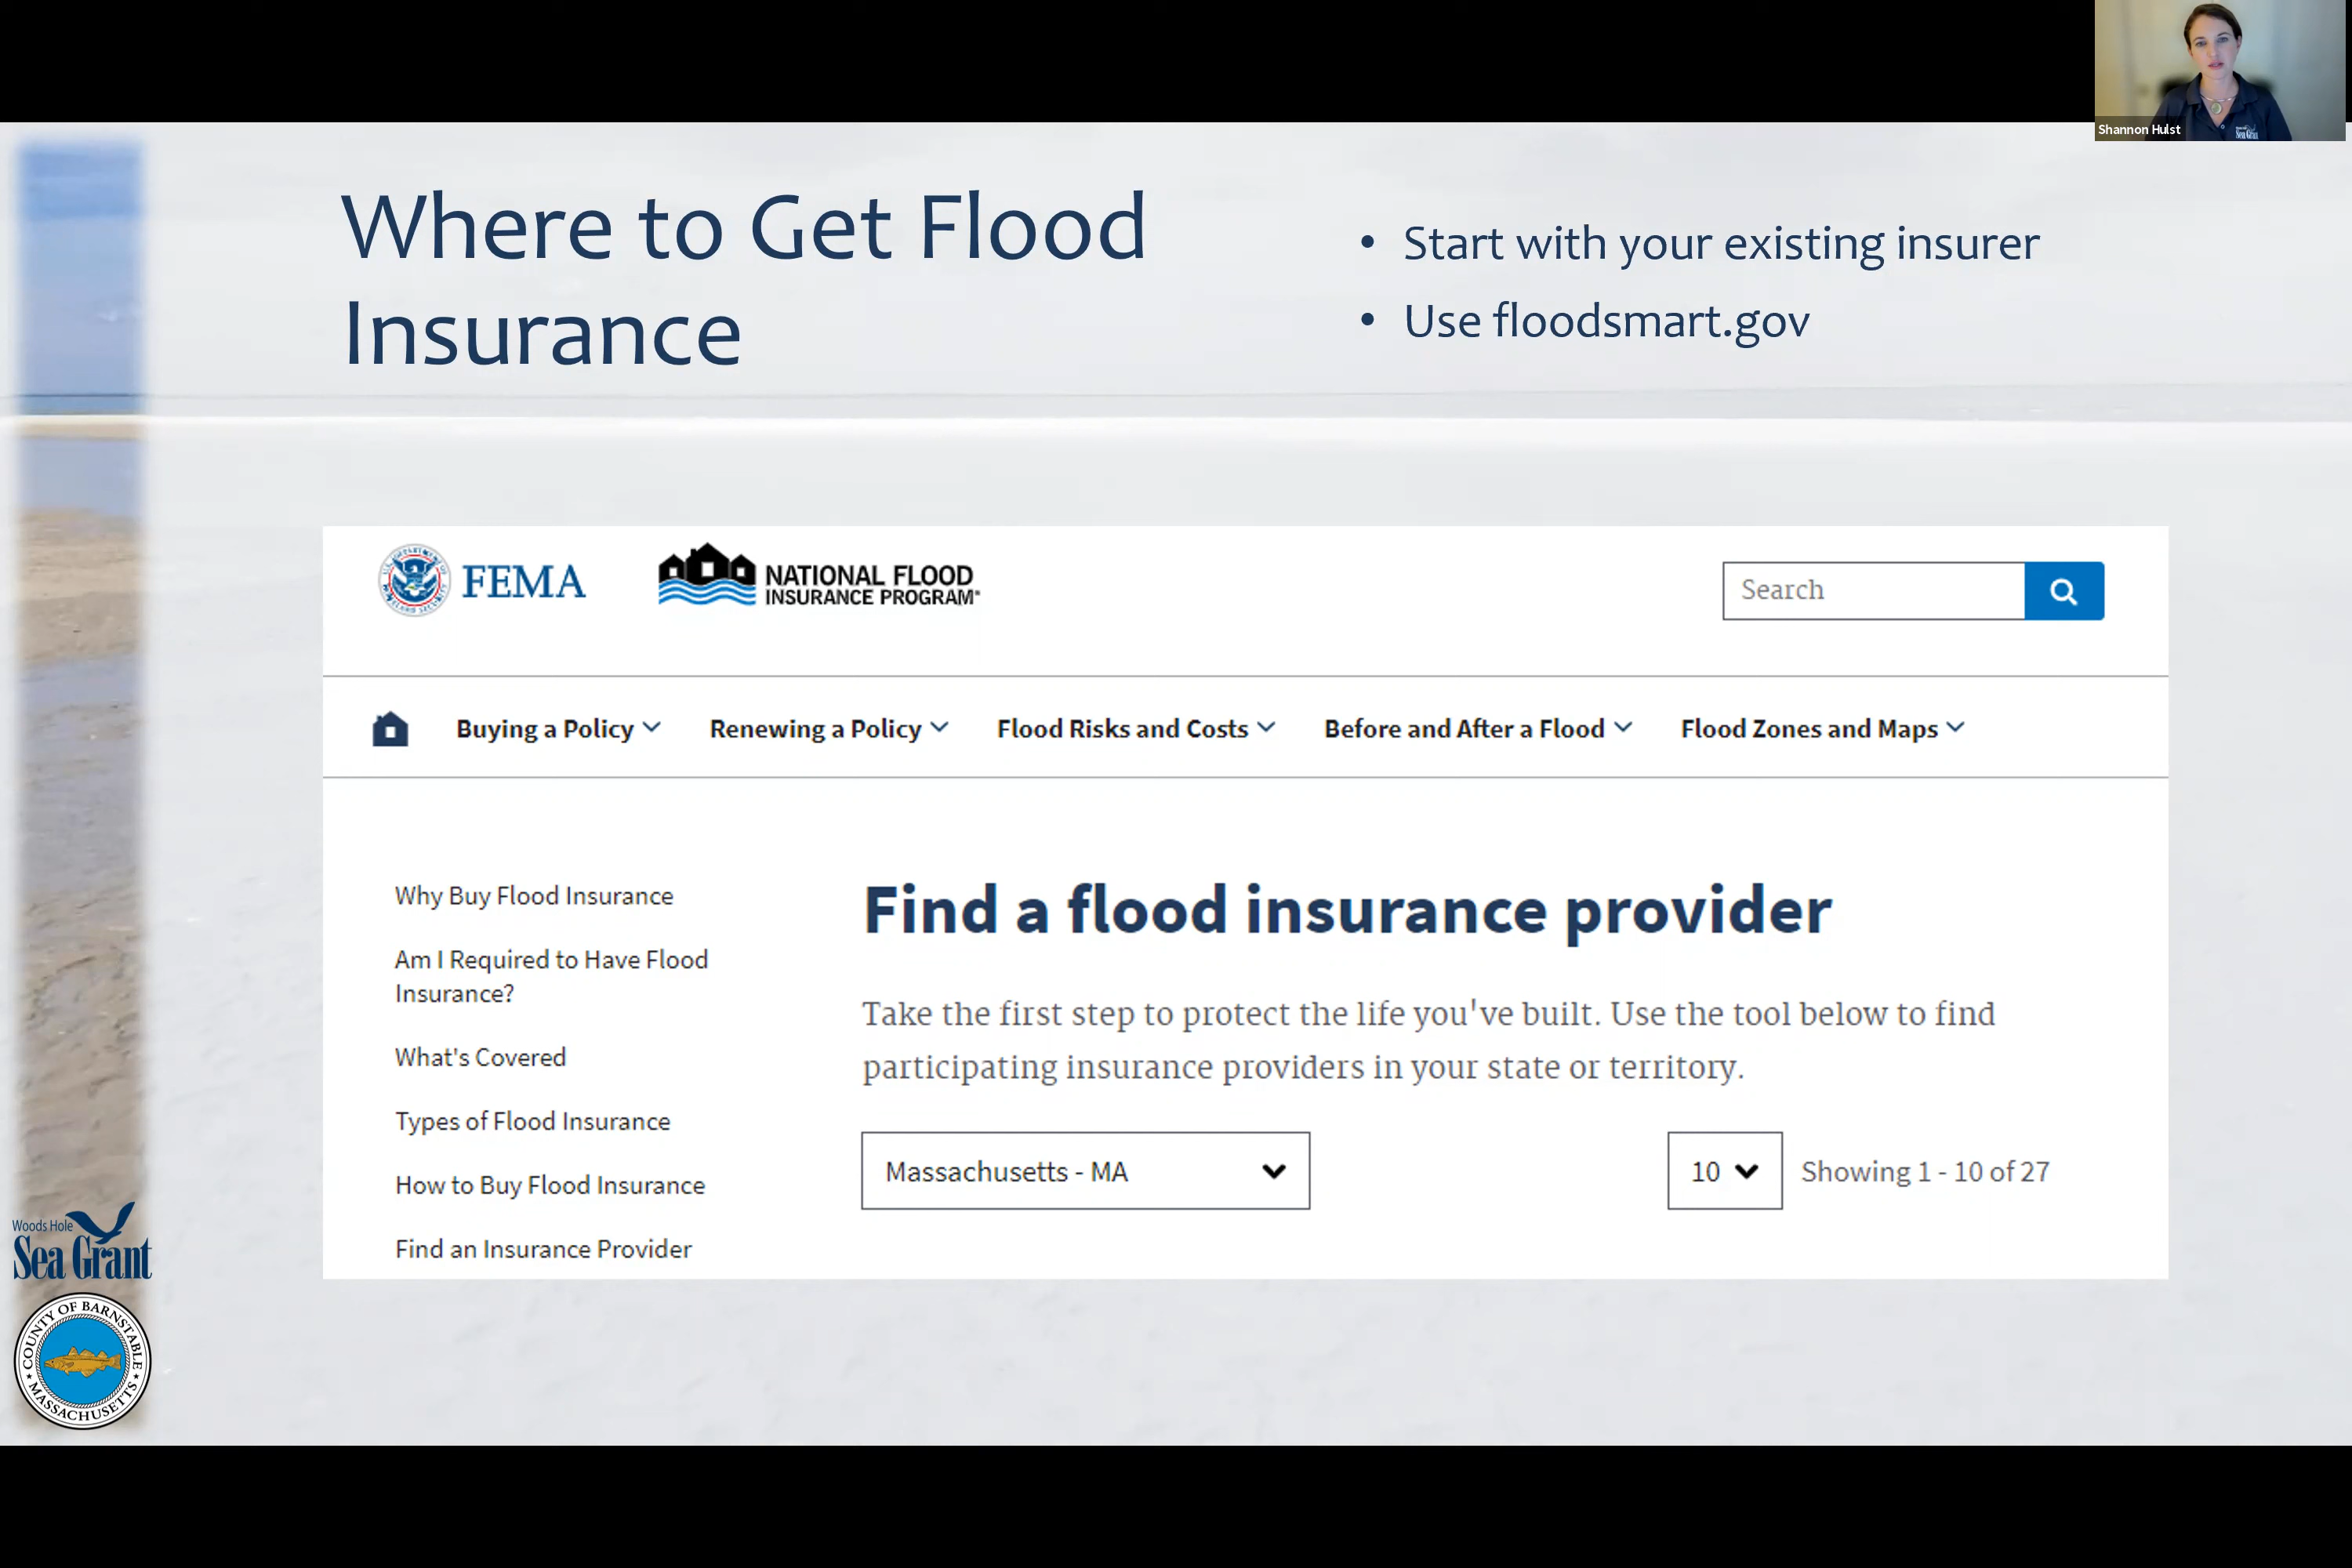 Shannon Hulst
Sea Grant
Where to Get Flood
Insurance
• Start with your existing insurer
• Use floodsmart.gov
FEMA
NATIONAL FLOOD
INSURANCE PROGRAM®
Search
Buying a Policy
Renewing a Policy
Flood Risks and Costs
Before and After a Flood
Flood Zones and Maps
Why Buy Flood Insurance
Am I Required to Have Flood
Insurance?
What's Covered
Types of Flood Insurance
How to Buy Flood Insurance
Find an Insurance Provider
Find a flood insurance provider
Take the first step to protect the life you've built. Use the tool below to find
participating insurance providers in your state or territory.
Massachusetts - MA
10
Showing 1 - 10 of 27
Woods Hole
Sea Grant
COUNTY OF BARNSTABLE
MASSACHUSETTS